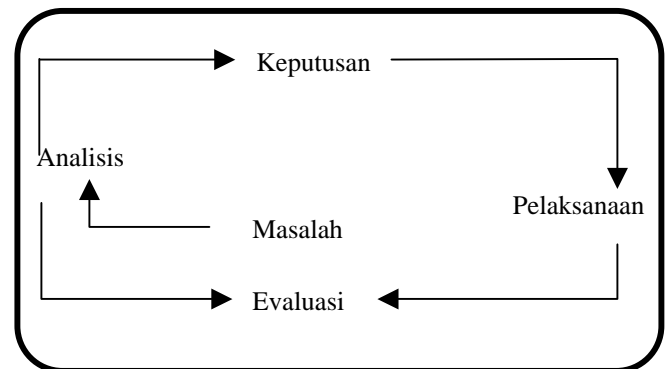 Keputusan
Analisis
Pelaksanaan
Masalah
Evaluasi